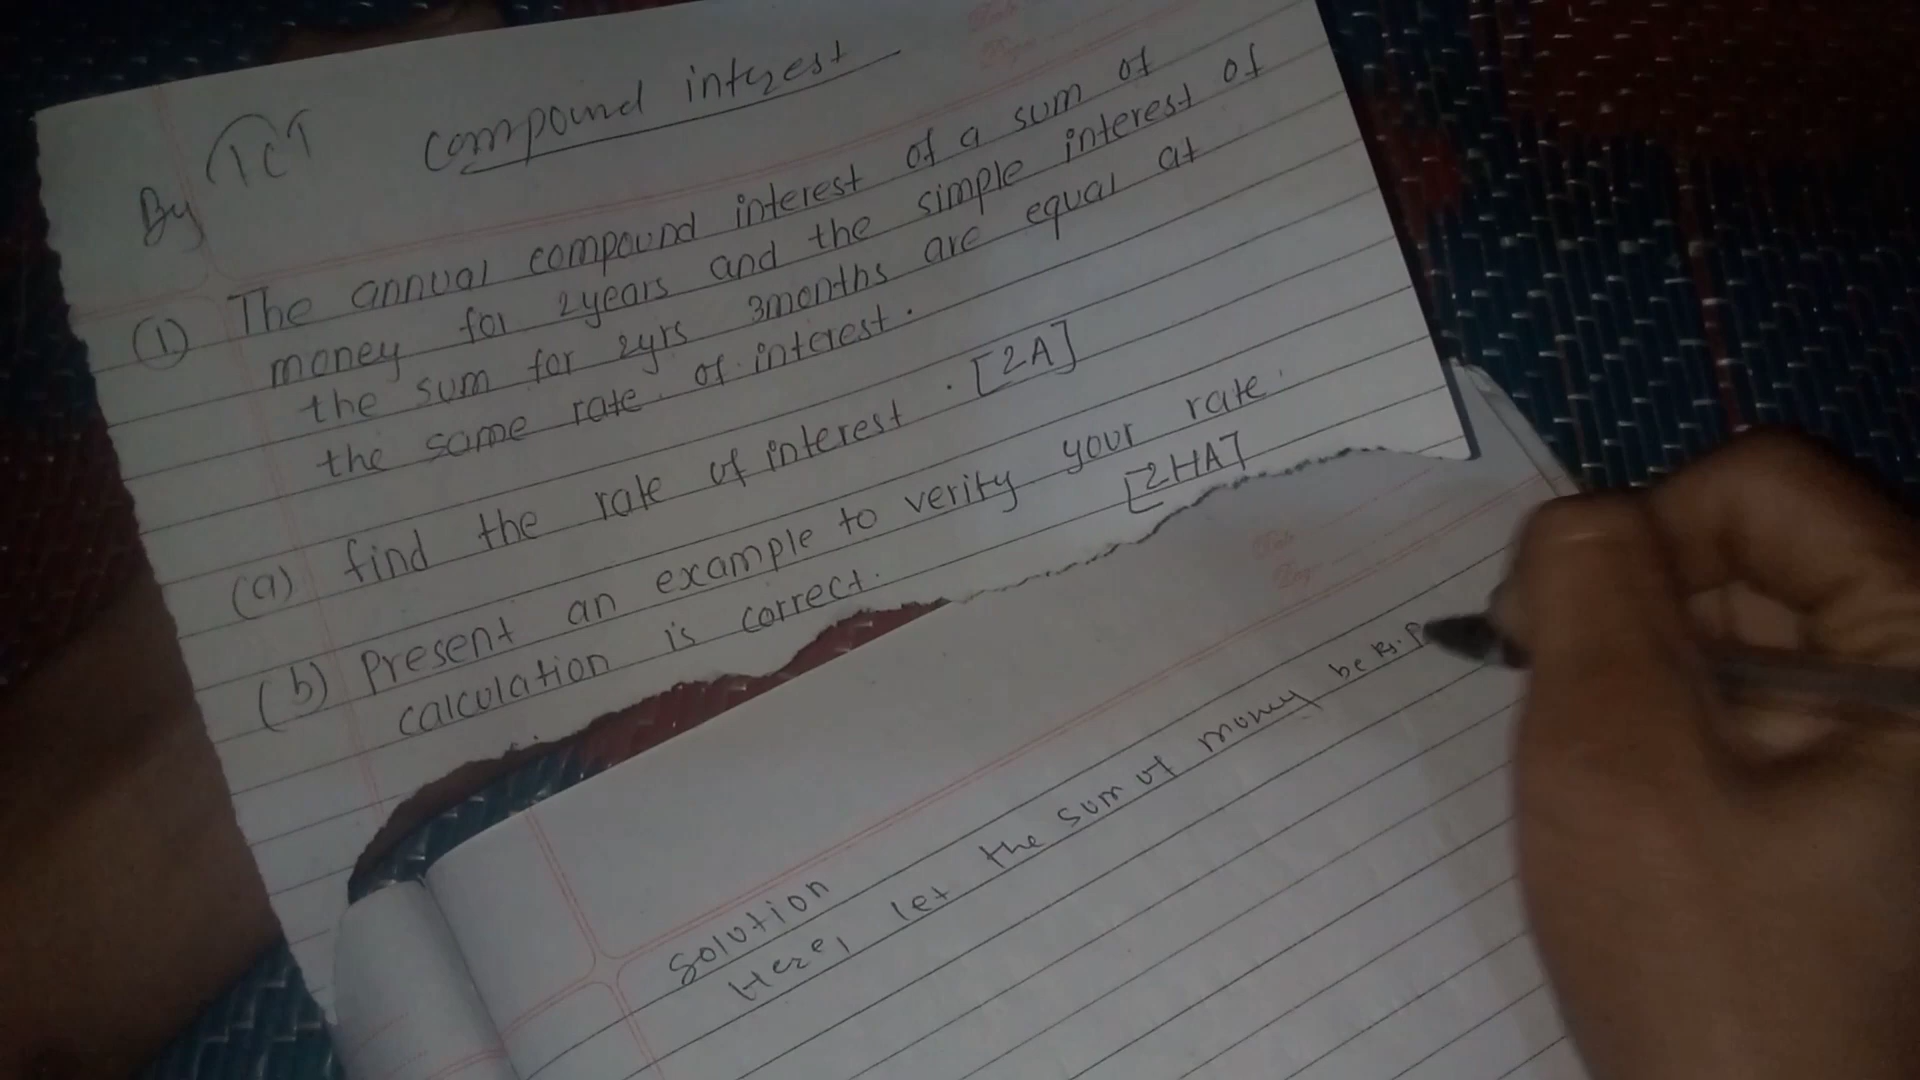 By TCT compound interest
(1) The annual compound interest of a sum of
money for 2years and the simple interest of
the sum for 2yrs 3months are equal at
the same rate of interest.
(a) find the rate of interest. [2A]
(b) Present an example to verify your rate.
calculation is correct. [2HA]
solution
Here, let the sum of money be Rs. P